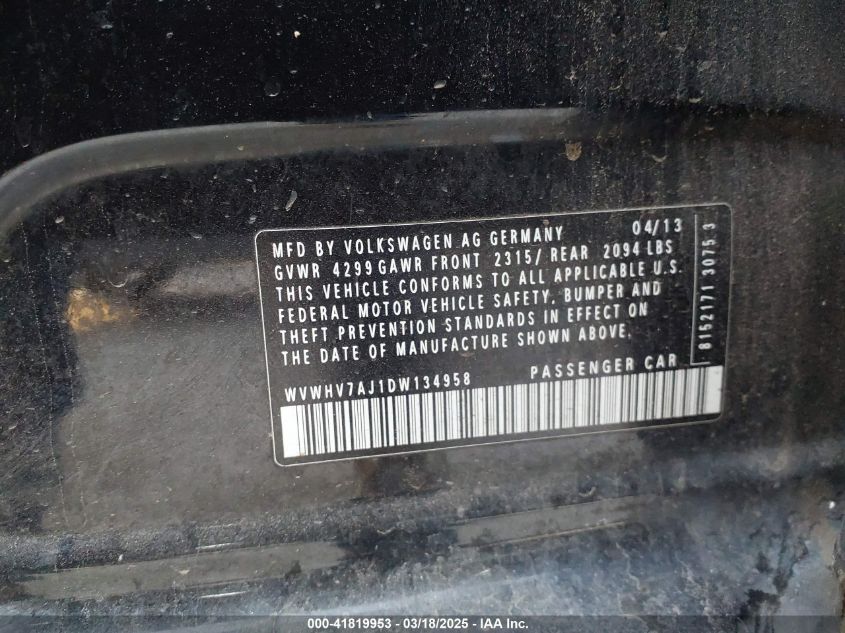 MFD BY VOLKSWAGEN AG GERMANY 04/13
GVWR 4299 GAWR FRONT 2315/ REAR 2094 LBS
THIS VEHICLE CONFORMS TO ALL APPLICABLE U.S.
FEDERAL MOTOR VEHICLE SAFETY, BUMPER AND
THEFT PREVENTION STANDARDS IN EFFECT ON
THE DATE OF MANUFACTURE SHOWN ABOVE.
WVWHV7AJ1DW134958 PASSENGER CAR
8152171 3075 3
000-41819953 - 03/18/2025 - IAA Inc.